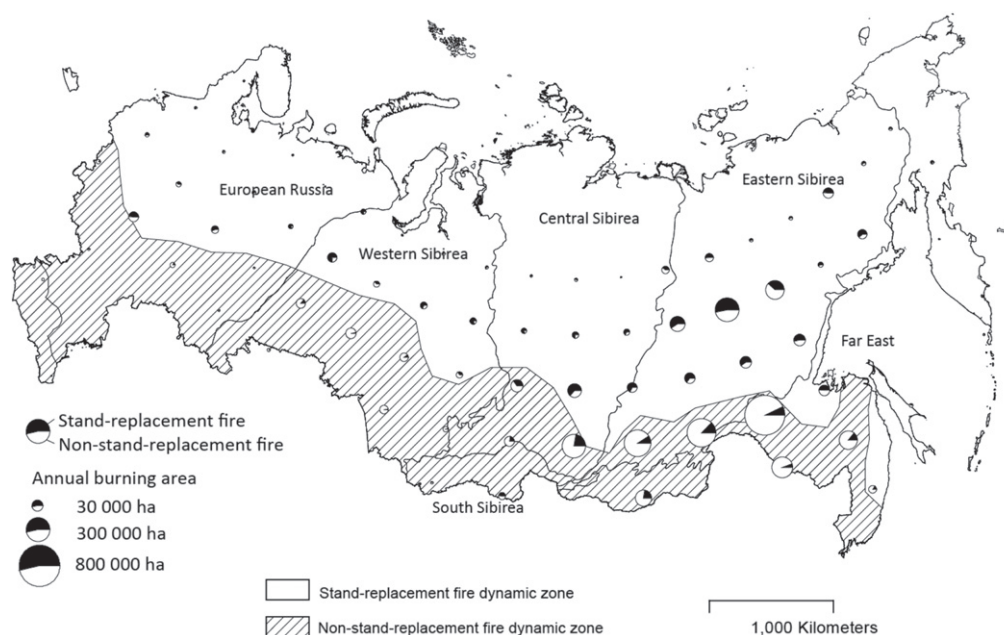 European Russia
Eastern Sibirea
Central Sibirea
Western Sibirea
Far East
Stand-replacement fire
Non-stand-replacement fire
Annual burning area
30 000 ha
300 000 ha
800 000 ha
South Sibirea
Stand-replacement fire dynamic zone
Non-stand-replacement fire dynamic zone
1,000 Kilometers